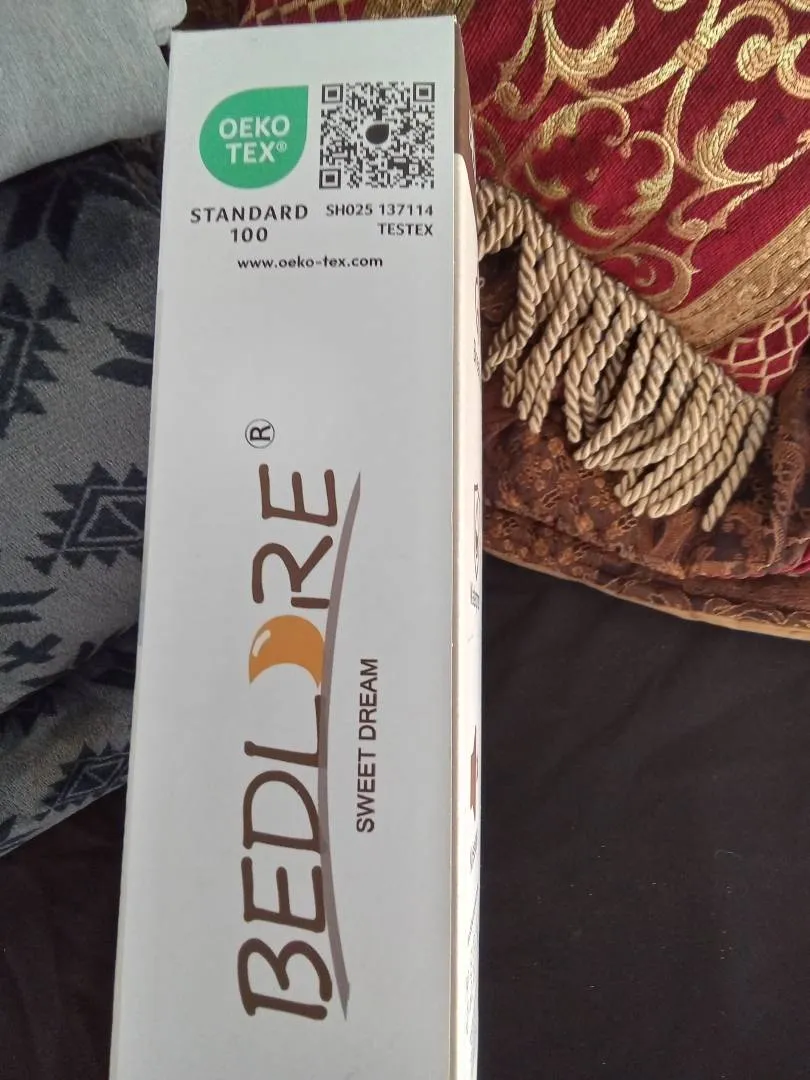 OEKO
TEX®
STANDARD
100
SH025 137114
TESTEX
www.oeko-tex.com
BEDLORE®
SWEET DREAM